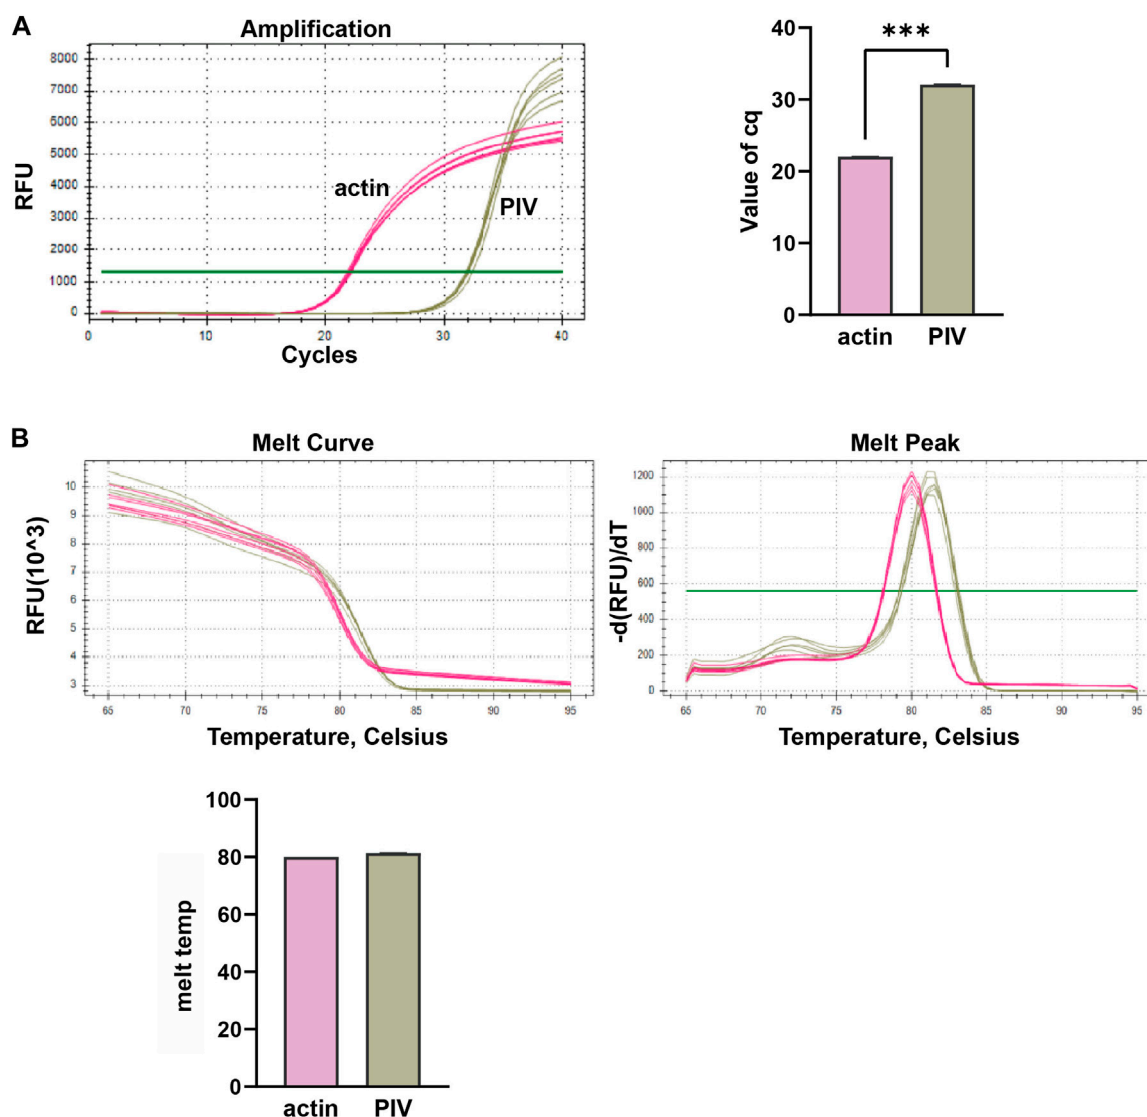 A
Amplification
RFU
8000
7000
6000
5000
4000
3000
2000
1000
0
actin
PIV
0 10 20 30 40
Cycles
Value of cq
40
30
20
10
0
***
actin PIV
B
Melt Curve
RFU(10^3)
10
9
8
7
6
5
4
3
65 70 75 80 85 90 95
Temperature, Celsius
Melt Peak
-d(RFU)/dT
1200
1000
800
600
400
200
0
65 70 75 80 85 90 95
Temperature, Celsius
melt temp
100
80
60
40
20
0
actin PIV